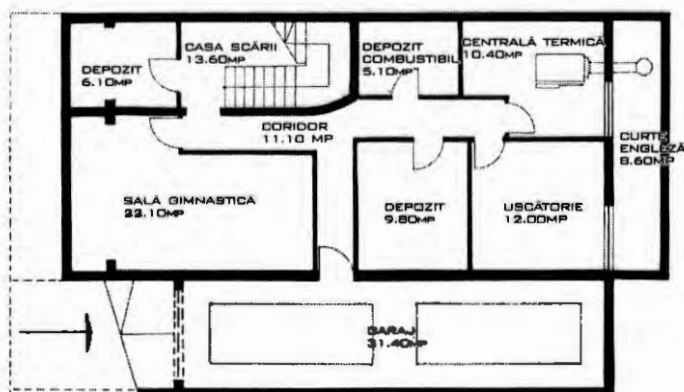 CASA SCĂRII
13.60MP
DEPOZIT
COMBUSTIBIL
5.10MP
CENTRALĂ TERMICĂ
10.40MP
DEPOZIT
6.10MP
CORIDOR
11.10 MP
CURTE
ENGLEZĂ
8.60MP
SALĂ GIMNASTICA
22.10MP
DEPOZIT
9.80MP
USCĂTORIE
12.00MP
GARAJ
31.40MP